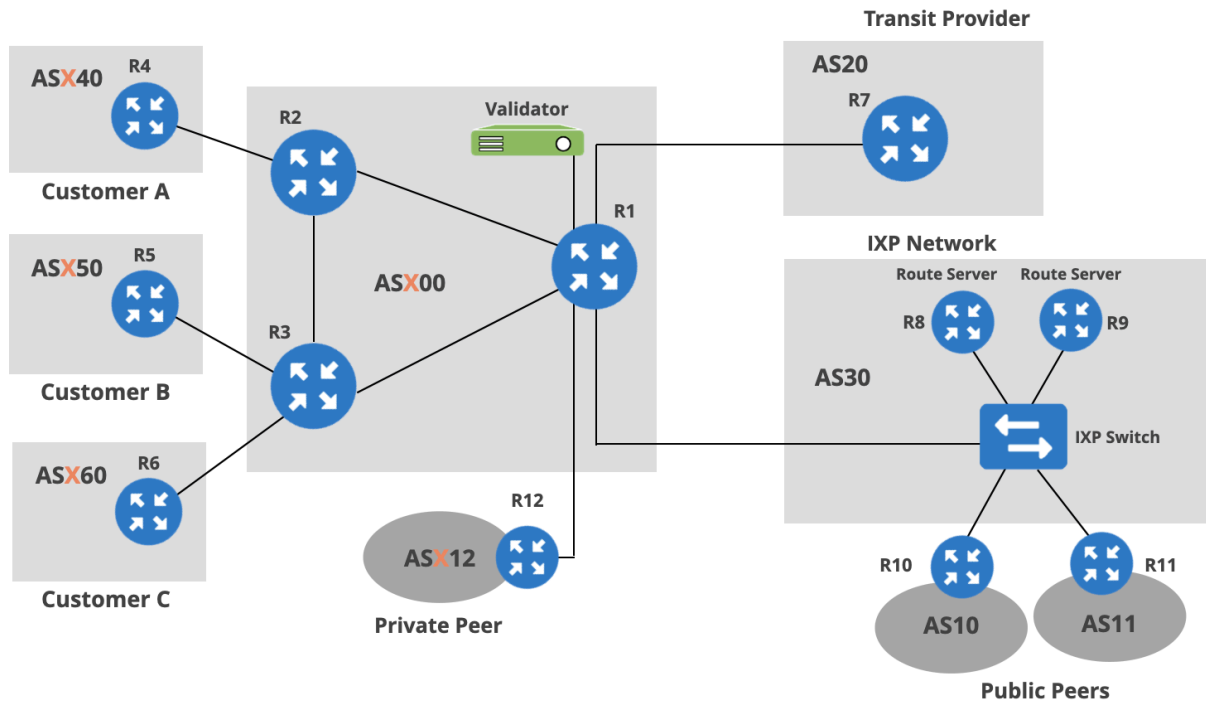 Transit Provider
ASX40
R4
Customer A
R2
Validator
AS20
R7
R1
ASX50
R5
Customer B
ASX00
R3
IXP Network
Route Server
Route Server
R8
R9
AS30
IXP Switch
ASX60
R6
Customer C
R12
ASX12
Private Peer
R10
R11
AS10
AS11
Public Peers